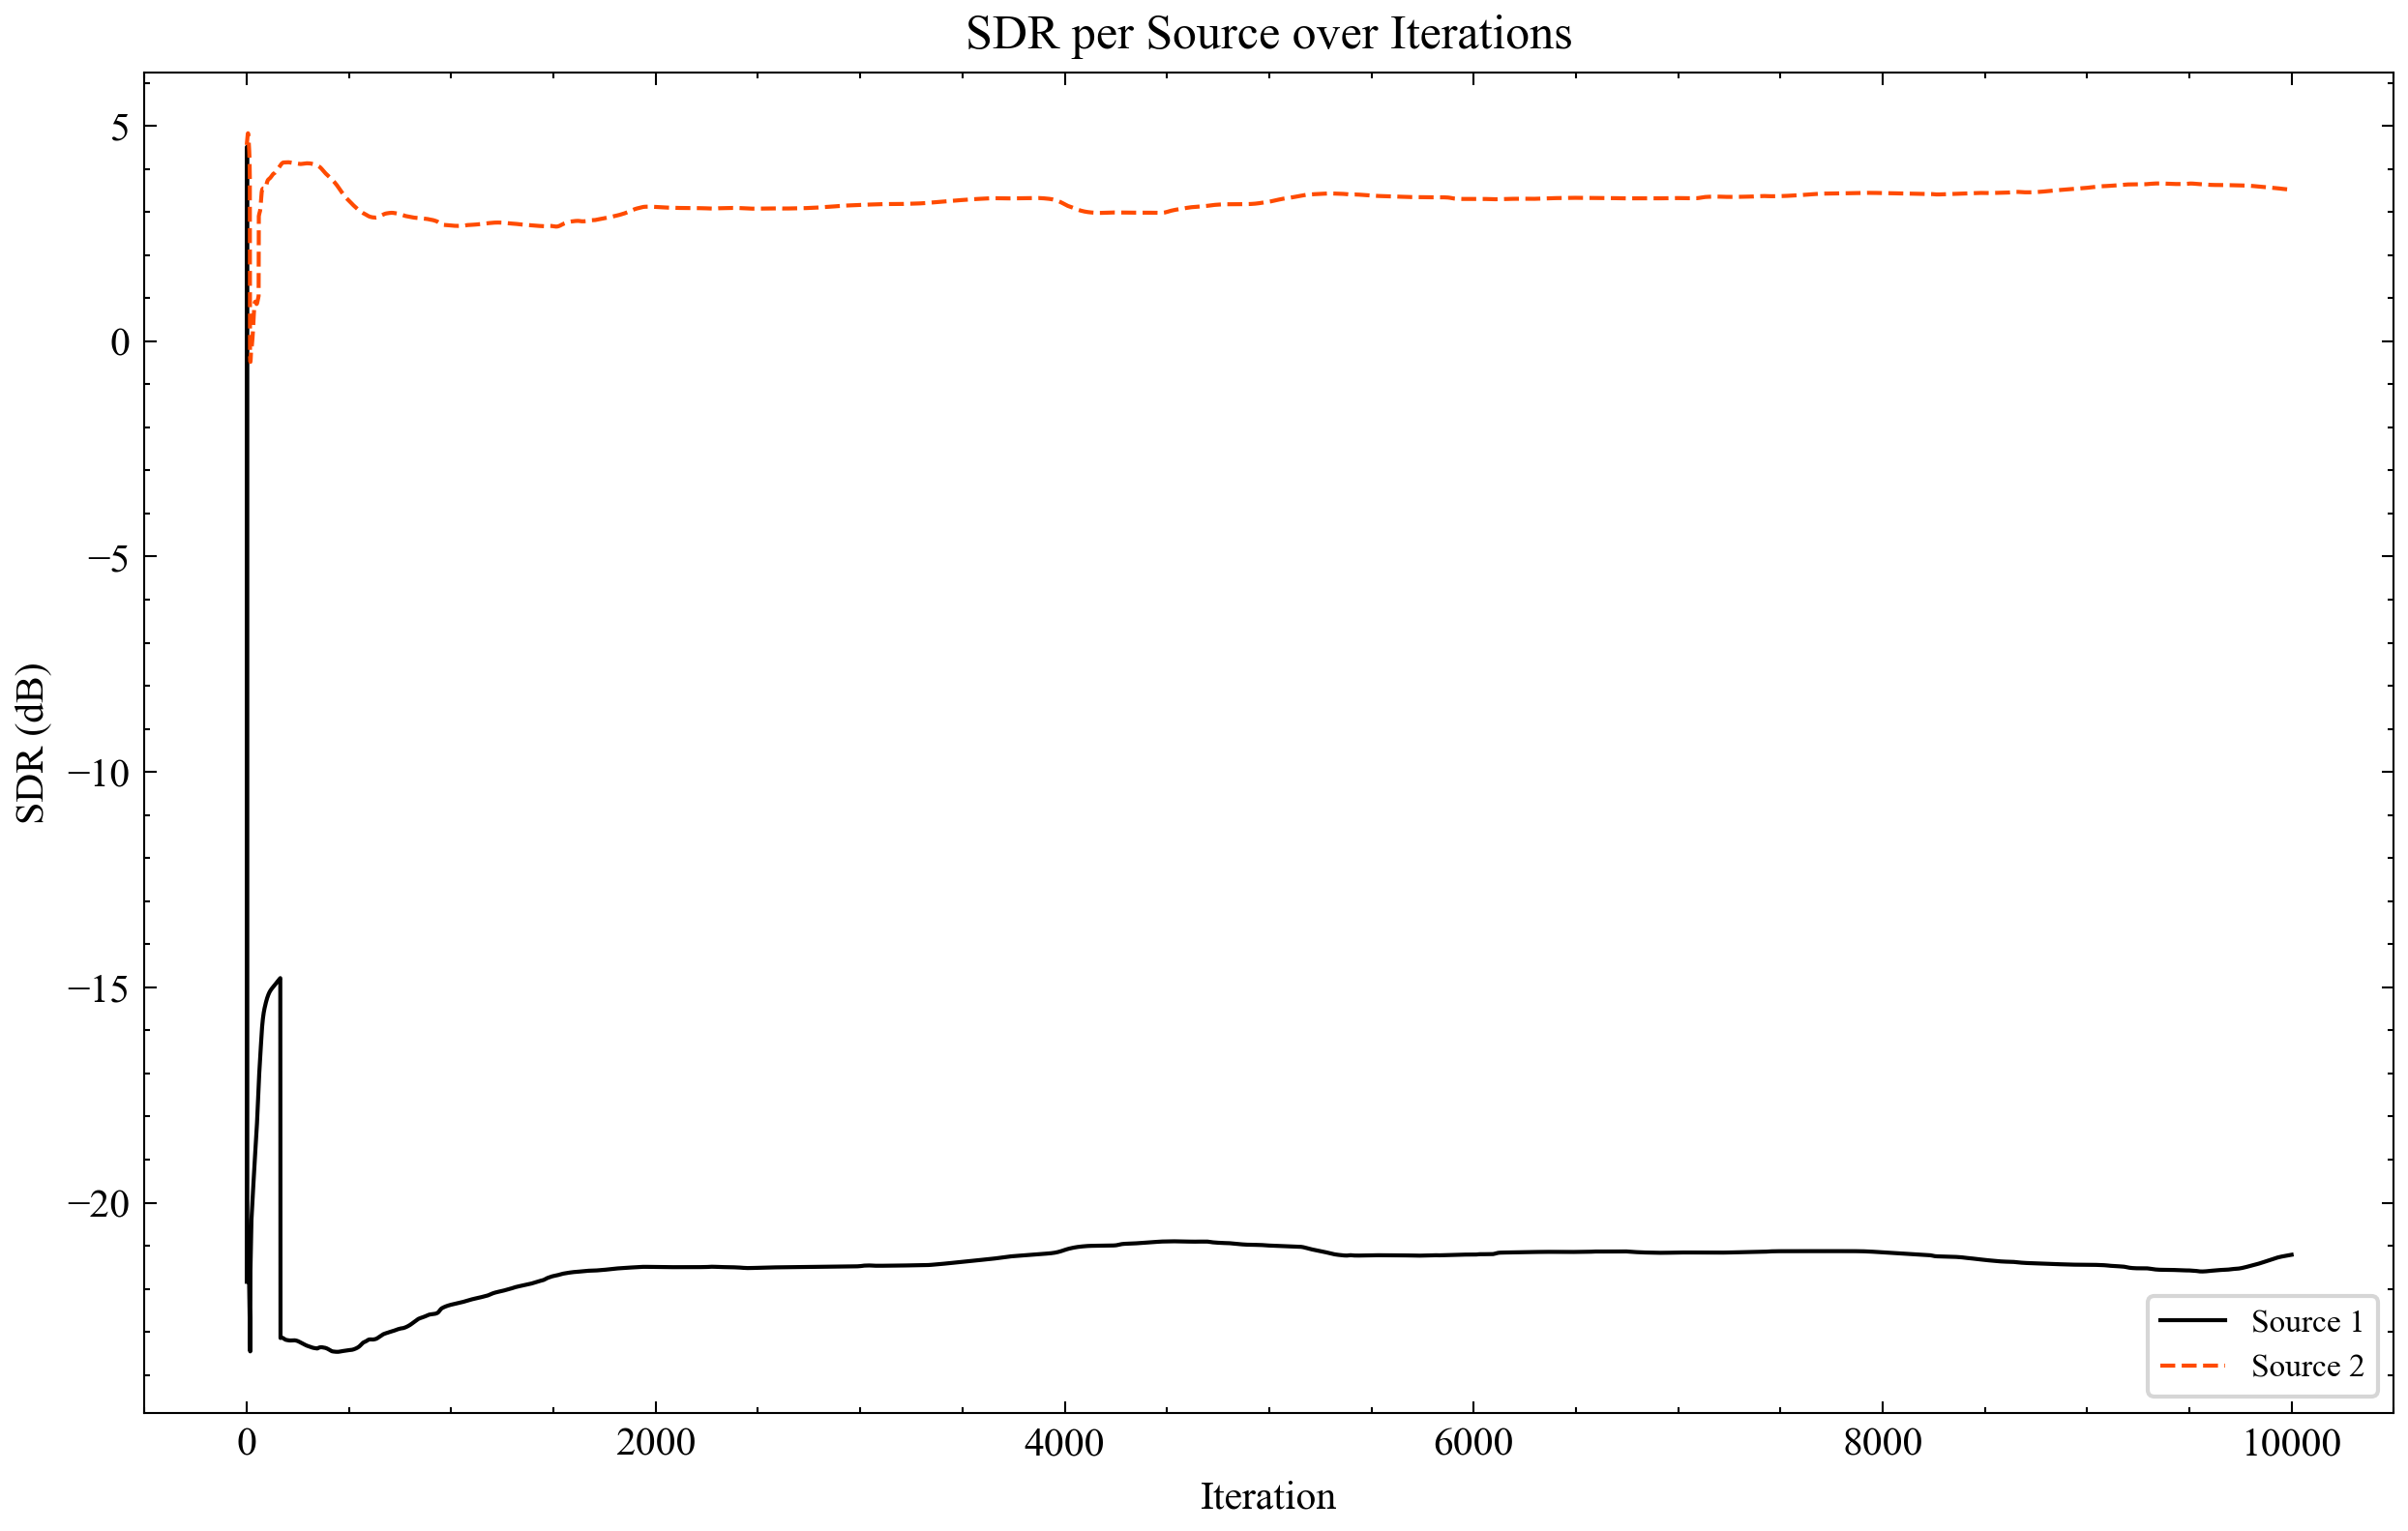 SDR per Source over Iterations
SDR (dB)
5
0
−5
−10
−15
−20
0 2000 4000 6000 8000 10000
Iteration
Source 1
Source 2